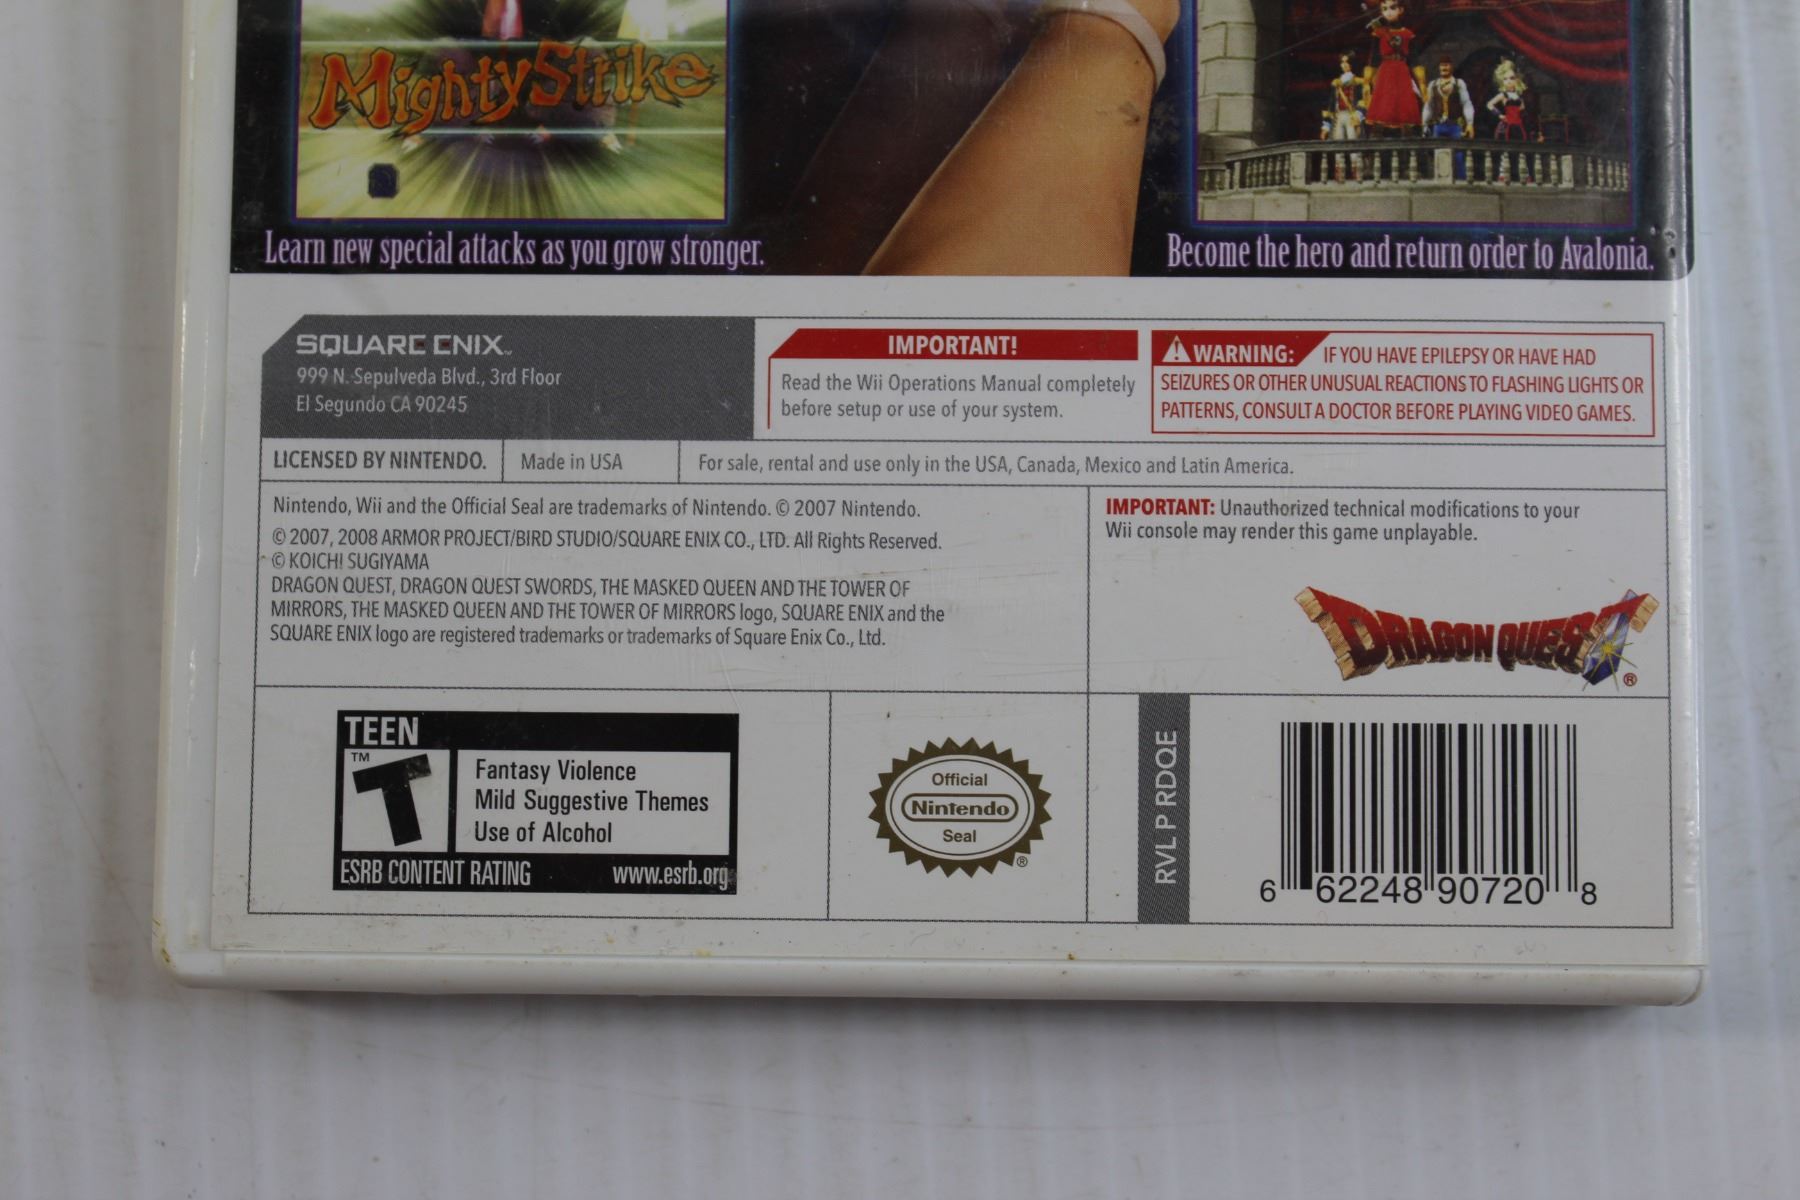 Mighty Strike
Learn new special attacks as you grow stronger.
Become the hero and return order to Avalonia.
SQUARE ENIX™
999 N. Sepulveda Blvd., 3rd Floor
El Segundo CA 90245
IMPORTANT!
Read the Wii Operations Manual completely
before setup or use of your system.
WARNING: IF YOU HAVE EPILEPSY OR HAVE HAD
SEIZURES OR OTHER UNUSUAL REACTIONS TO FLASHING LIGHTS OR
PATTERNS, CONSULT A DOCTOR BEFORE PLAYING VIDEO GAMES.
LICENSED BY NINTENDO.
Made in USA
For sale, rental and use only in the USA, Canada, Mexico and Latin America.
Nintendo, Wii and the Official Seal are trademarks of Nintendo. © 2007 Nintendo.
© 2007, 2008 ARMOR PROJECT/BIRD STUDIO/SQUARE ENIX CO., LTD. All Rights Reserved.
© KOICHI SUGIYAMA
DRAGON QUEST, DRAGON QUEST SWORDS, THE MASKED QUEEN AND THE TOWER OF
MIRRORS, THE MASKED QUEEN AND THE TOWER OF MIRRORS logo, SQUARE ENIX and the
SQUARE ENIX logo are registered trademarks or trademarks of Square Enix Co., Ltd.
IMPORTANT: Unauthorized technical modifications to your
Wii console may render this game unplayable.
DRAGON QUEST®
TEEN
T™
Fantasy Violence
Mild Suggestive Themes
Use of Alcohol
ESRB CONTENT RATING www.esrb.org
Official
Nintendo
Seal®
RVL P RDQE
6 62248 90720 8